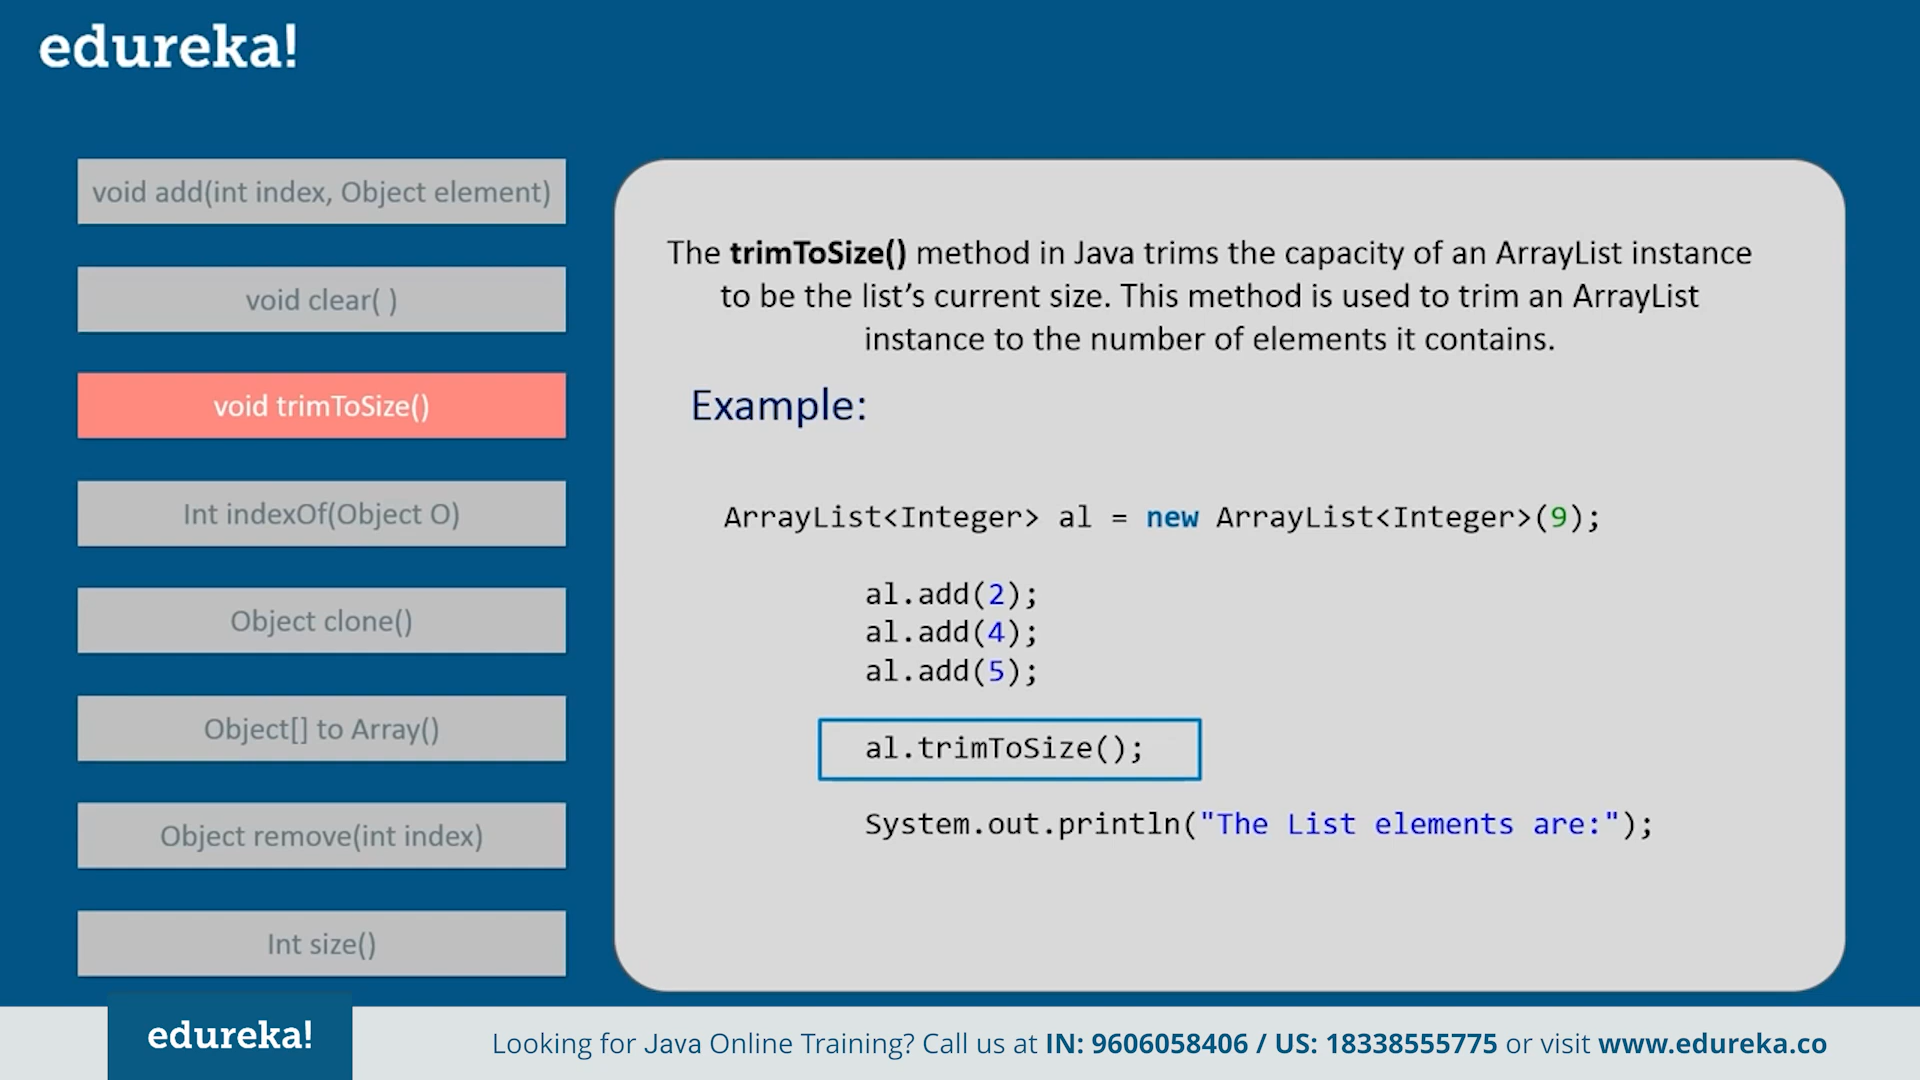 edureka!
void add(int index, Object element)
void clear( )
void trimToSize()
Int indexOf(Object O)
Object clone()
Object[] to Array()
Object remove(int index)
Int size()
The trimToSize() method in Java trims the capacity of an ArrayList instance
to be the list’s current size. This method is used to trim an ArrayList
instance to the number of elements it contains.
Example:
ArrayList<Integer> al = new ArrayList<Integer>(9);
al.add(2);
al.add(4);
al.add(5);
al.trimToSize();
System.out.println("The List elements are:");
edureka!
Looking for Java Online Training? Call us at IN: 9606058406 / US: 18338555775 or visit www.edureka.co